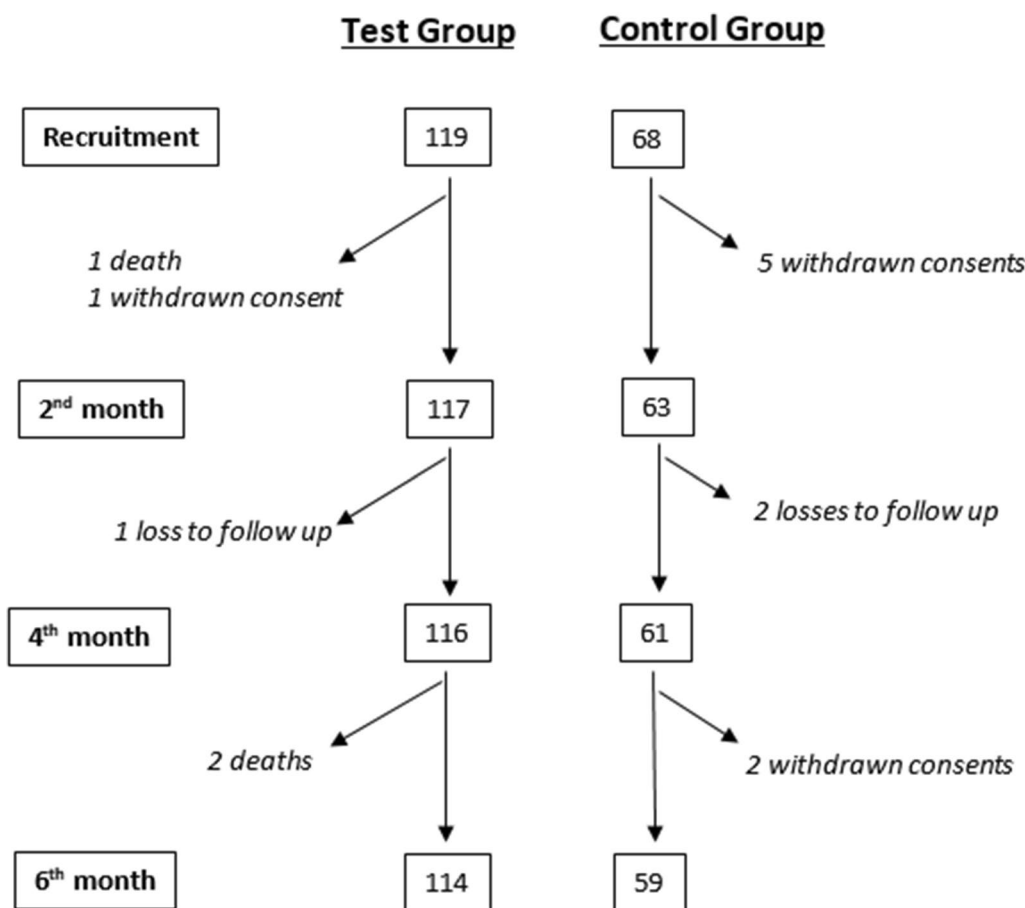 Test Group Control Group
Recruitment 119 68
1 death
1 withdrawn consent
5 withdrawn consents
2nd month 117 63
1 loss to follow up
2 losses to follow up
4th month 116 61
2 deaths
2 withdrawn consents
6th month 114 59